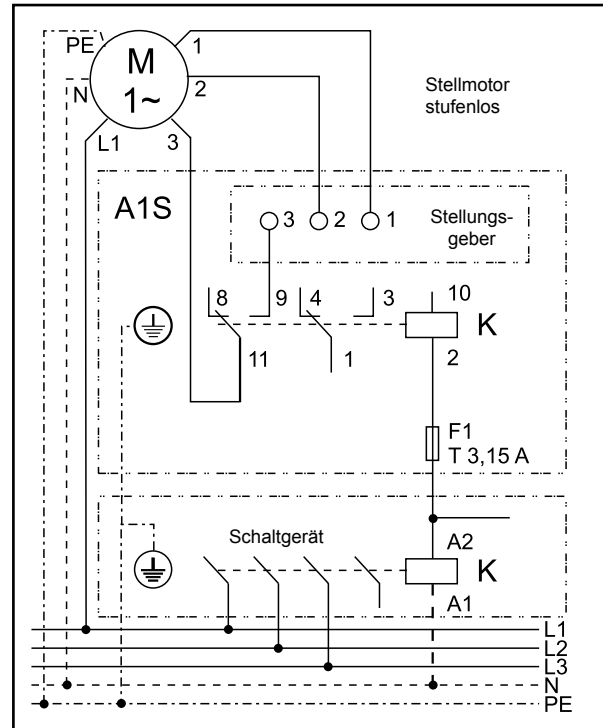 PE
1
M
1~
N
2
L1
3
Stellmotor
stufenlos
A1S
3
2
1
Stellungs-
geber
8
9
4
3
10
K
11
1
2
F1
T 3,15 A
Schaltgerät
A2
K
A1
L1
L2
L3
N
PE